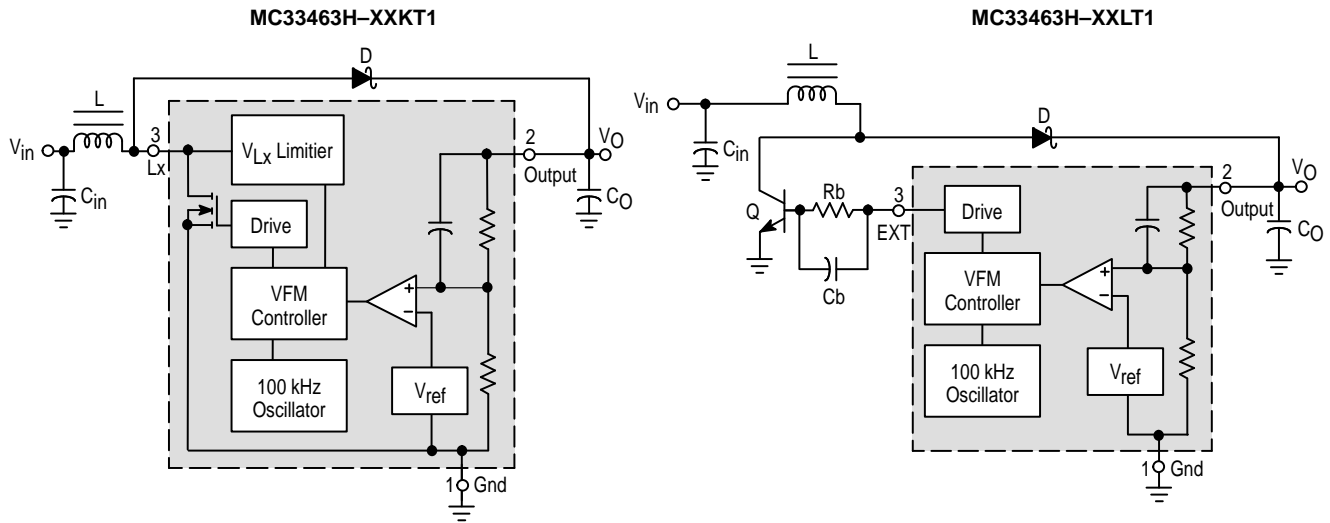 MC33463H–XXKT1
D
L
Vin
3
Lx
Cin
VLx Limitier
Drive
VFM
Controller
100 kHz
Oscillator
+
–
Vref
2
Output
VO
CO
1
Gnd
MC33463H–XXLT1
L
Vin
Cin
D
Q
Rb
Cb
3
EXT
Drive
VFM
Controller
100 kHz
Oscillator
+
–
Vref
2
Output
VO
CO
1
Gnd